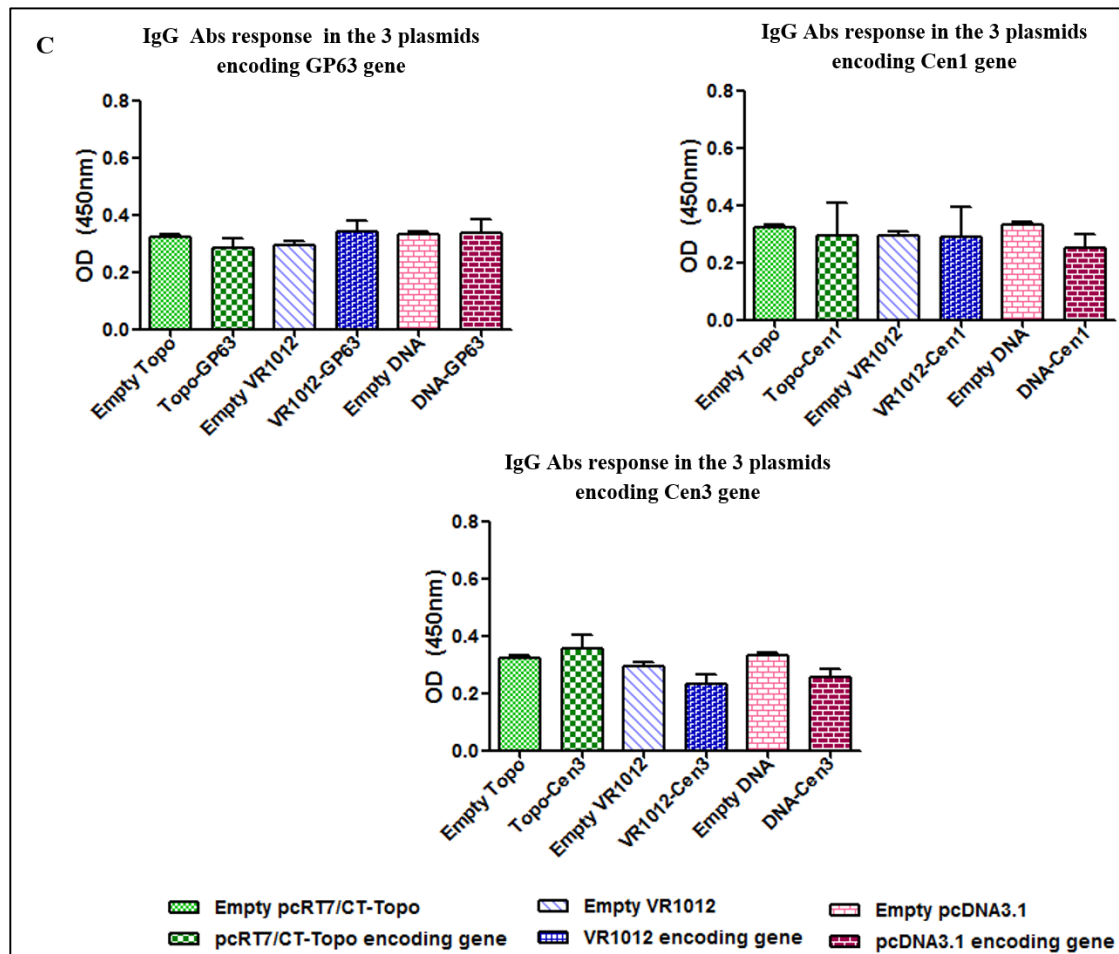 C
IgG Abs response in the 3 plasmids
encoding GP63 gene
OD (450nm)
0.8
0.6
0.4
0.2
0.0
Empty Topo
Topo-GP63
Empty VR1012
VR1012-GP63
Empty DNA
DNA-GP63
IgG Abs response in the 3 plasmids
encoding Cen1 gene
OD (450nm)
0.8
0.6
0.4
0.2
0.0
Empty Topo
Topo-Cen1
Empty VR1012
VR1012-Cen1
Empty DNA
DNA-Cen1
IgG Abs response in the 3 plasmids
encoding Cen3 gene
OD (450nm)
0.8
0.6
0.4
0.2
0.0
Empty Topo
Topo-Cen3
Empty VR1012
VR1012-Cen3
Empty DNA
DNA-Cen3
Empty pcRT7/CT-Topo
Empty VR1012
Empty pcDNA3.1
pcRT7/CT-Topo encoding gene
VR1012 encoding gene
pcDNA3.1 encoding gene